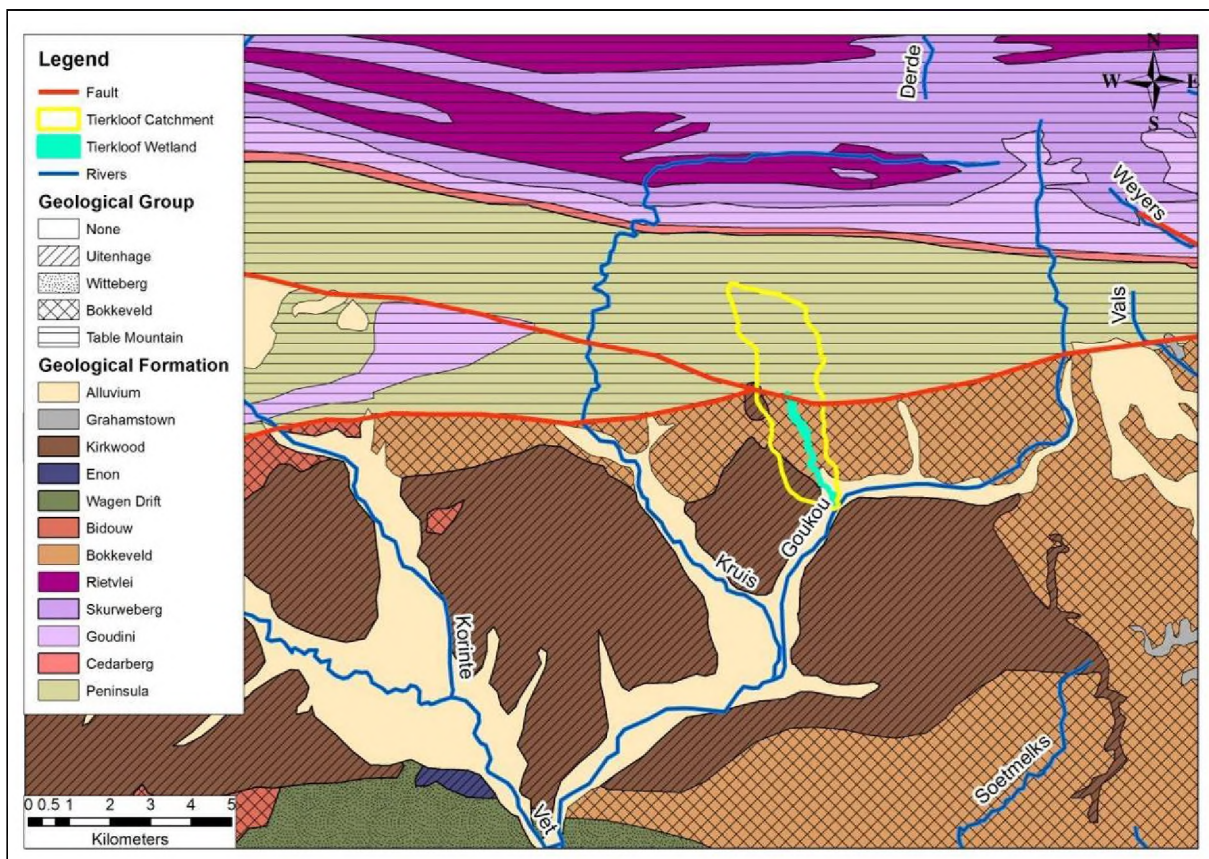 Legend
Fault
Tierkloof Catchment
Tierkloof Wetland
Rivers
Geological Group
None
Uitenhage
Witteberg
Bokkeveld
Table Mountain
Geological Formation
Alluvium
Grahamstown
Kirkwood
Enon
Wagen Drift
Bidouw
Bokkeveld
Rietvlei
Skurweberg
Goudini
Cedarberg
Peninsula
0 0.5 1 2 3 4 5
Kilometers
N
W E
S
Derde
Weyers
Vals
Goukou
Kruis
Korinte
Vet
Soetmelks